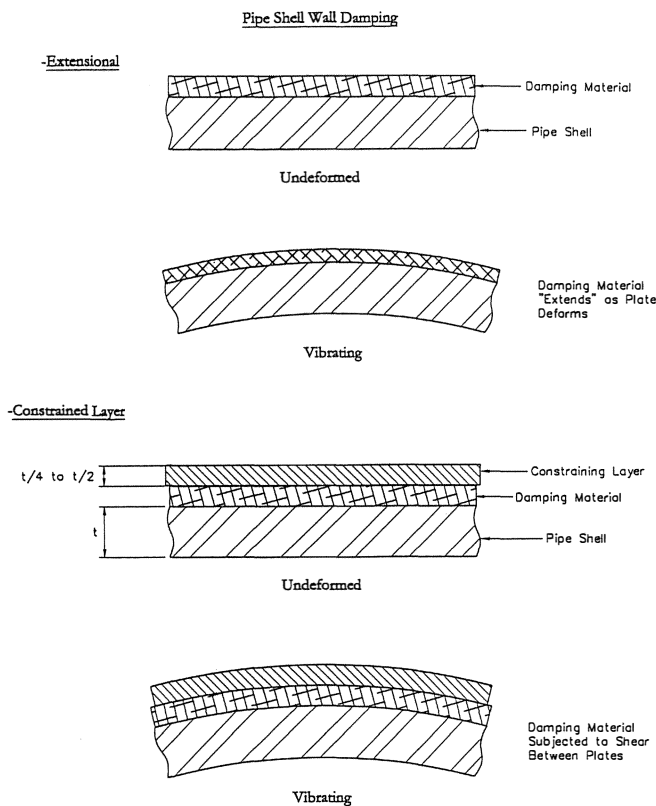 Pipe Shell Wall Damping
-Extensional
Damping Material
Pipe Shell
Undeformed
Damping Material
"Extends" as Plate
Deforms
Vibrating
-Constrained Layer
t/4 to t/2
Constraining Layer
Damping Material
t
Pipe Shell
Undeformed
Damping Material
Subjected to Shear
Between Plates
Vibrating